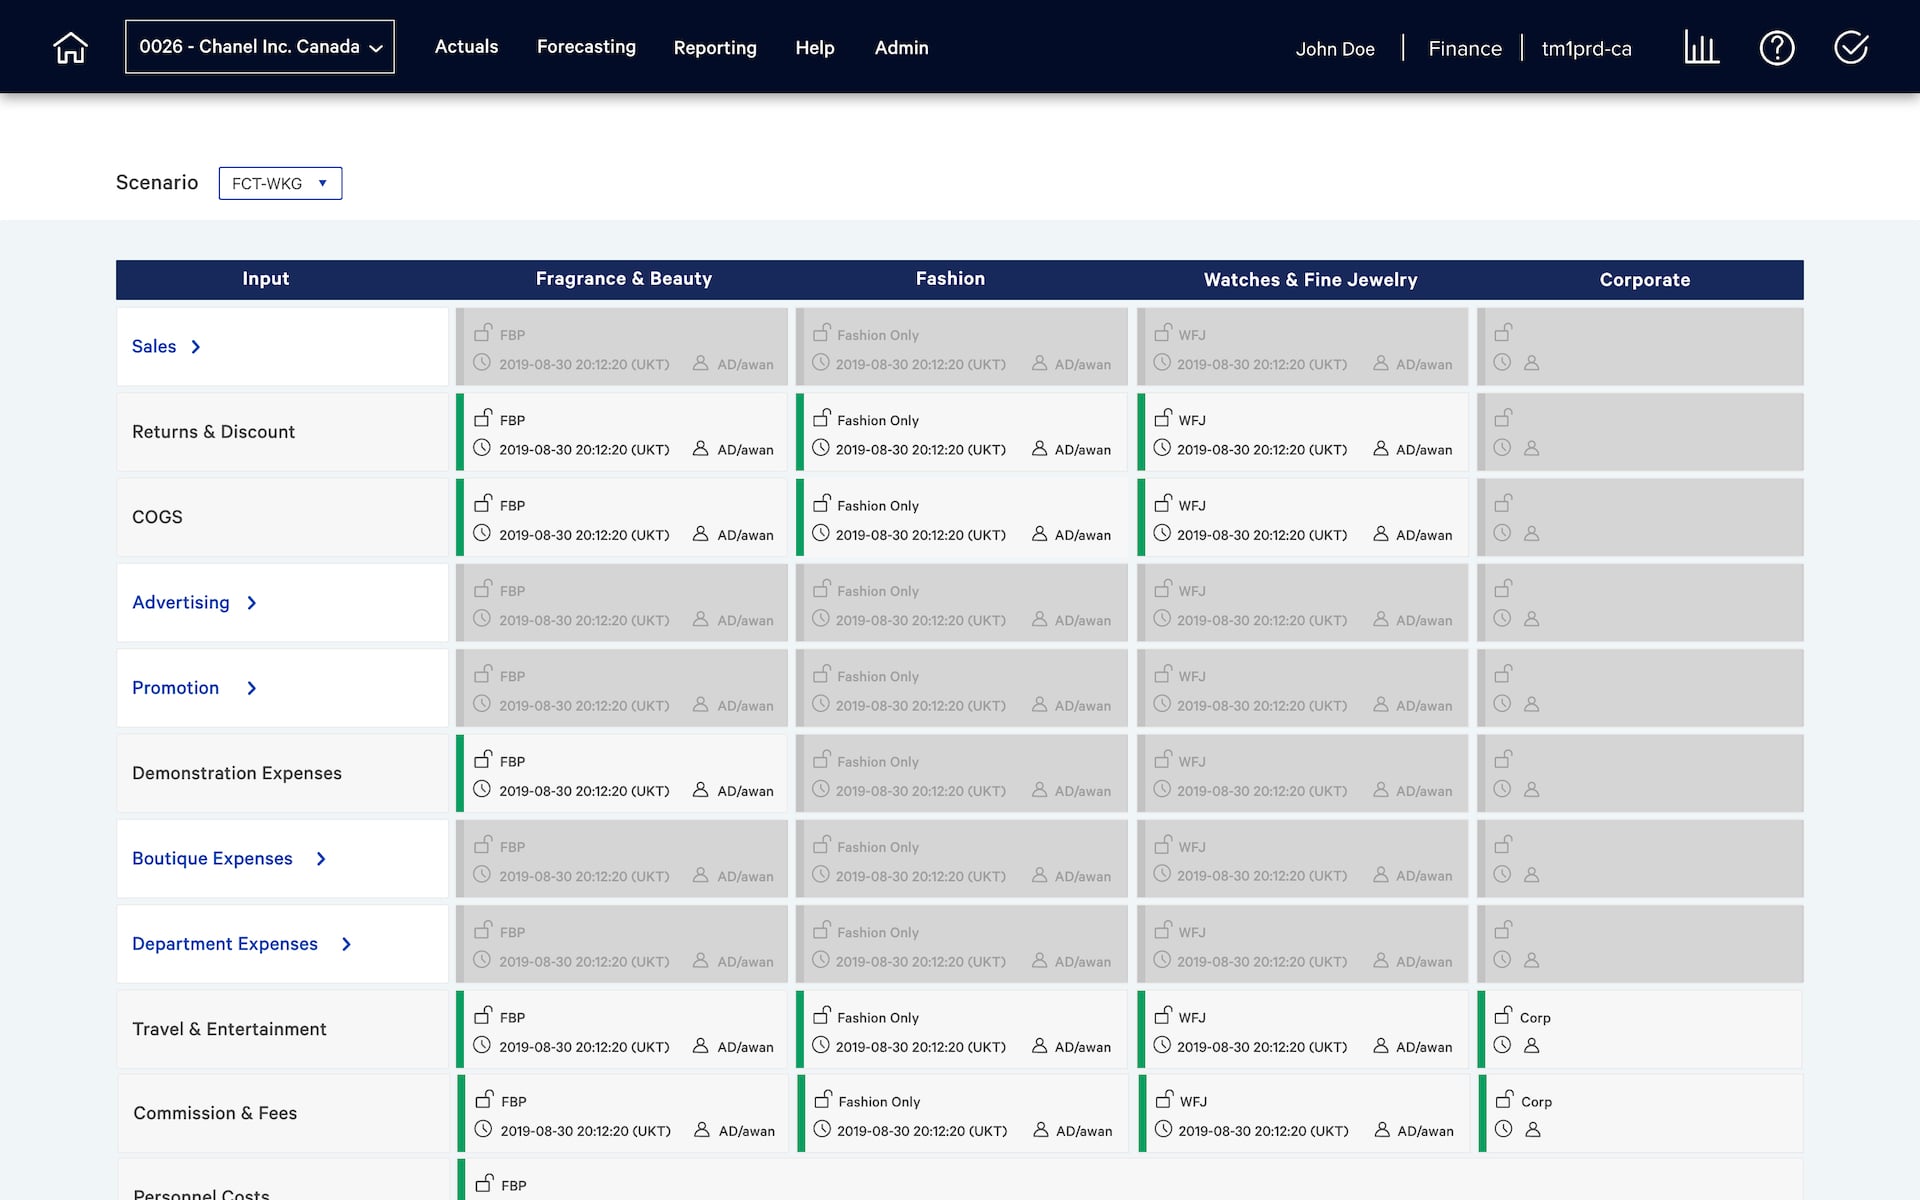 0026 - Chanel Inc. Canada
Actuals
Forecasting
Reporting
Help
Admin
John Doe
Finance
tm1prd-ca
Scenario
FCT-WKG
Input
Fragrance & Beauty
Fashion
Watches & Fine Jewelry
Corporate
Sales
FBP
2019-08-30 20:12:20 (UKT) AD/awan
Fashion Only
2019-08-30 20:12:20 (UKT) AD/awan
WFJ
2019-08-30 20:12:20 (UKT) AD/awan
Returns & Discount
FBP
2019-08-30 20:12:20 (UKT) AD/awan
Fashion Only
2019-08-30 20:12:20 (UKT) AD/awan
WFJ
2019-08-30 20:12:20 (UKT) AD/awan
COGS
FBP
2019-08-30 20:12:20 (UKT) AD/awan
Fashion Only
2019-08-30 20:12:20 (UKT) AD/awan
WFJ
2019-08-30 20:12:20 (UKT) AD/awan
Advertising
FBP
2019-08-30 20:12:20 (UKT) AD/awan
Fashion Only
2019-08-30 20:12:20 (UKT) AD/awan
WFJ
2019-08-30 20:12:20 (UKT) AD/awan
Promotion
FBP
2019-08-30 20:12:20 (UKT) AD/awan
Fashion Only
2019-08-30 20:12:20 (UKT) AD/awan
WFJ
2019-08-30 20:12:20 (UKT) AD/awan
Demonstration Expenses
FBP
2019-08-30 20:12:20 (UKT) AD/awan
Fashion Only
2019-08-30 20:12:20 (UKT) AD/awan
WFJ
2019-08-30 20:12:20 (UKT) AD/awan
Boutique Expenses
FBP
2019-08-30 20:12:20 (UKT) AD/awan
Fashion Only
2019-08-30 20:12:20 (UKT) AD/awan
WFJ
2019-08-30 20:12:20 (UKT) AD/awan
Department Expenses
FBP
2019-08-30 20:12:20 (UKT) AD/awan
Fashion Only
2019-08-30 20:12:20 (UKT) AD/awan
WFJ
2019-08-30 20:12:20 (UKT) AD/awan
Travel & Entertainment
FBP
2019-08-30 20:12:20 (UKT) AD/awan
Fashion Only
2019-08-30 20:12:20 (UKT) AD/awan
WFJ
2019-08-30 20:12:20 (UKT) AD/awan
Corp
Commission & Fees
FBP
2019-08-30 20:12:20 (UKT) AD/awan
Fashion Only
2019-08-30 20:12:20 (UKT) AD/awan
WFJ
2019-08-30 20:12:20 (UKT) AD/awan
Corp
Personnel Costs
FBP